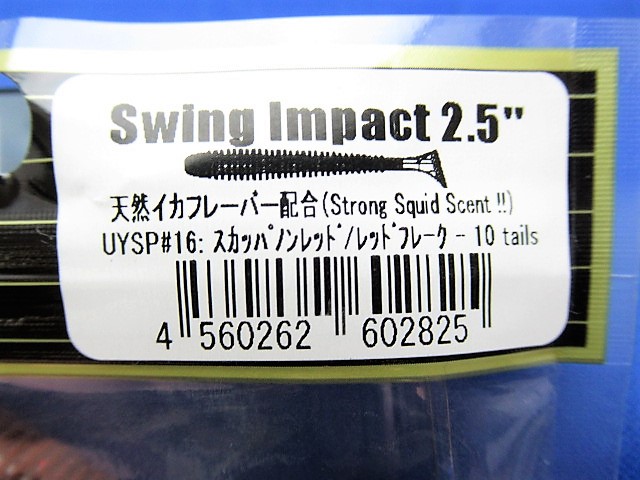 Swing Impact 2.5"
天然イカフレーバー配合(Strong Squid Scent !!)
UYSP#16: ｽｶｯﾊﾟﾉﾝﾚｯﾄﾞ/ﾚｯﾄﾞﾌﾚｰｸ - 10 tails
4 560262 602825